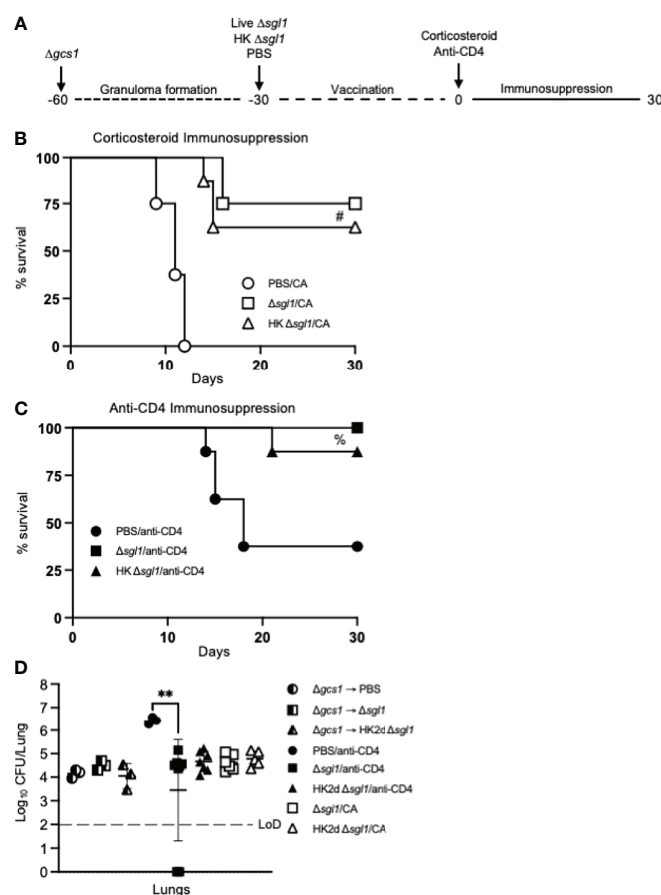 A
Live Δsgl1
HK Δsgl1
PBS
Corticosteroid
Anti-CD4
Δgcs1
Granuloma formation
Vaccination
Immunosuppression
-60
-30
0
30
B
Corticosteroid Immunosuppression
100
75
50
25
0
% survival
#
PBS/CA
Δsgl1/CA
HK Δsgl1/CA
0 10 20 30
Days
C
Anti-CD4 Immunosuppression
100
75
50
25
0
% survival
%
PBS/anti-CD4
Δsgl1/anti-CD4
HK Δsgl1/anti-CD4
0 10 20 30
Days
D
8
7
6
5
4
3
2
1
0
Log10 CFU/Lung
**
LoD
Lungs
Δgcs1 → PBS
Δgcs1 → Δsgl1
Δgcs1 → HK2d Δsgl1
PBS/anti-CD4
Δsgl1/anti-CD4
HK2d Δsgl1/anti-CD4
Δsgl1/CA
HK2d Δsgl1/CA